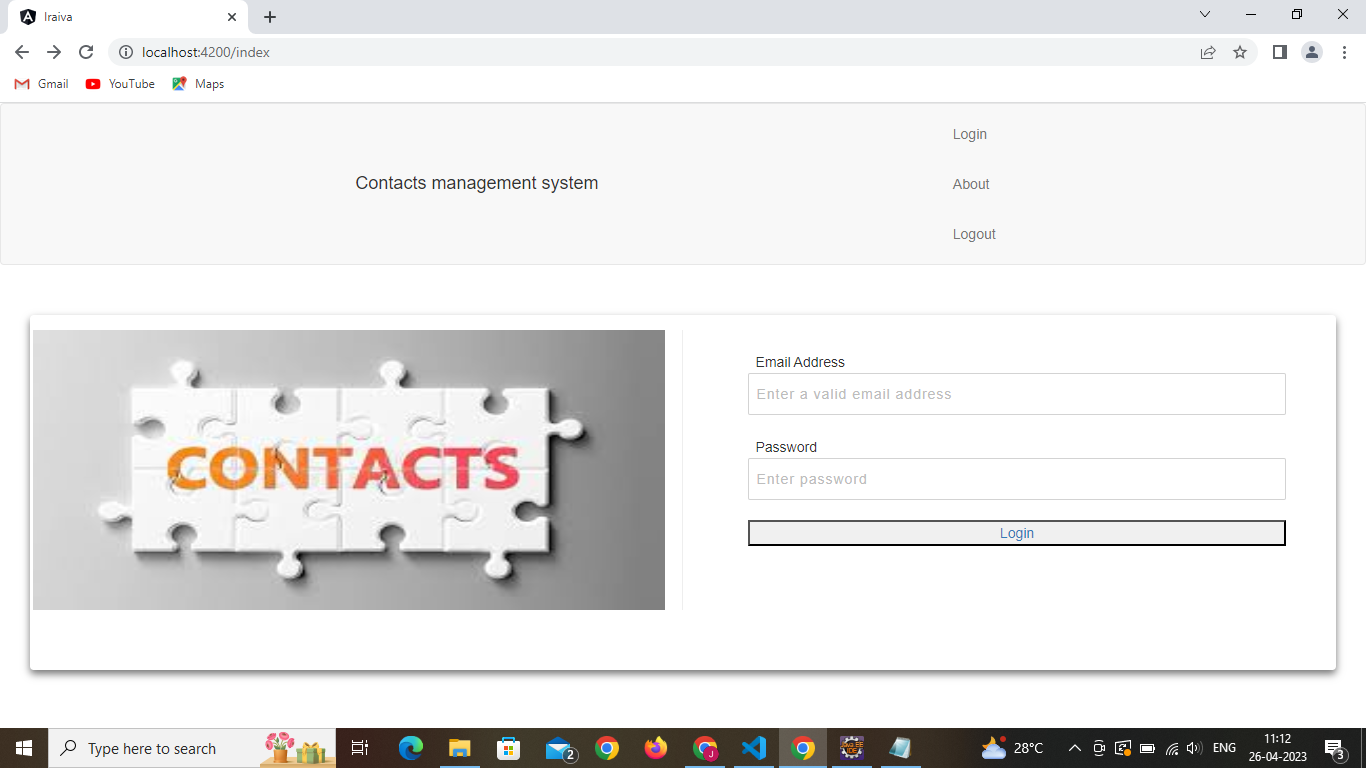 Iraiva
localhost:4200/index
Gmail YouTube Maps
Login
Contacts management system About
Logout
CONTACTS
Email Address
Enter a valid email address
Password
Enter password
Login
Type here to search
2
J
28°C
ENG
11:12
26-04-2023
3